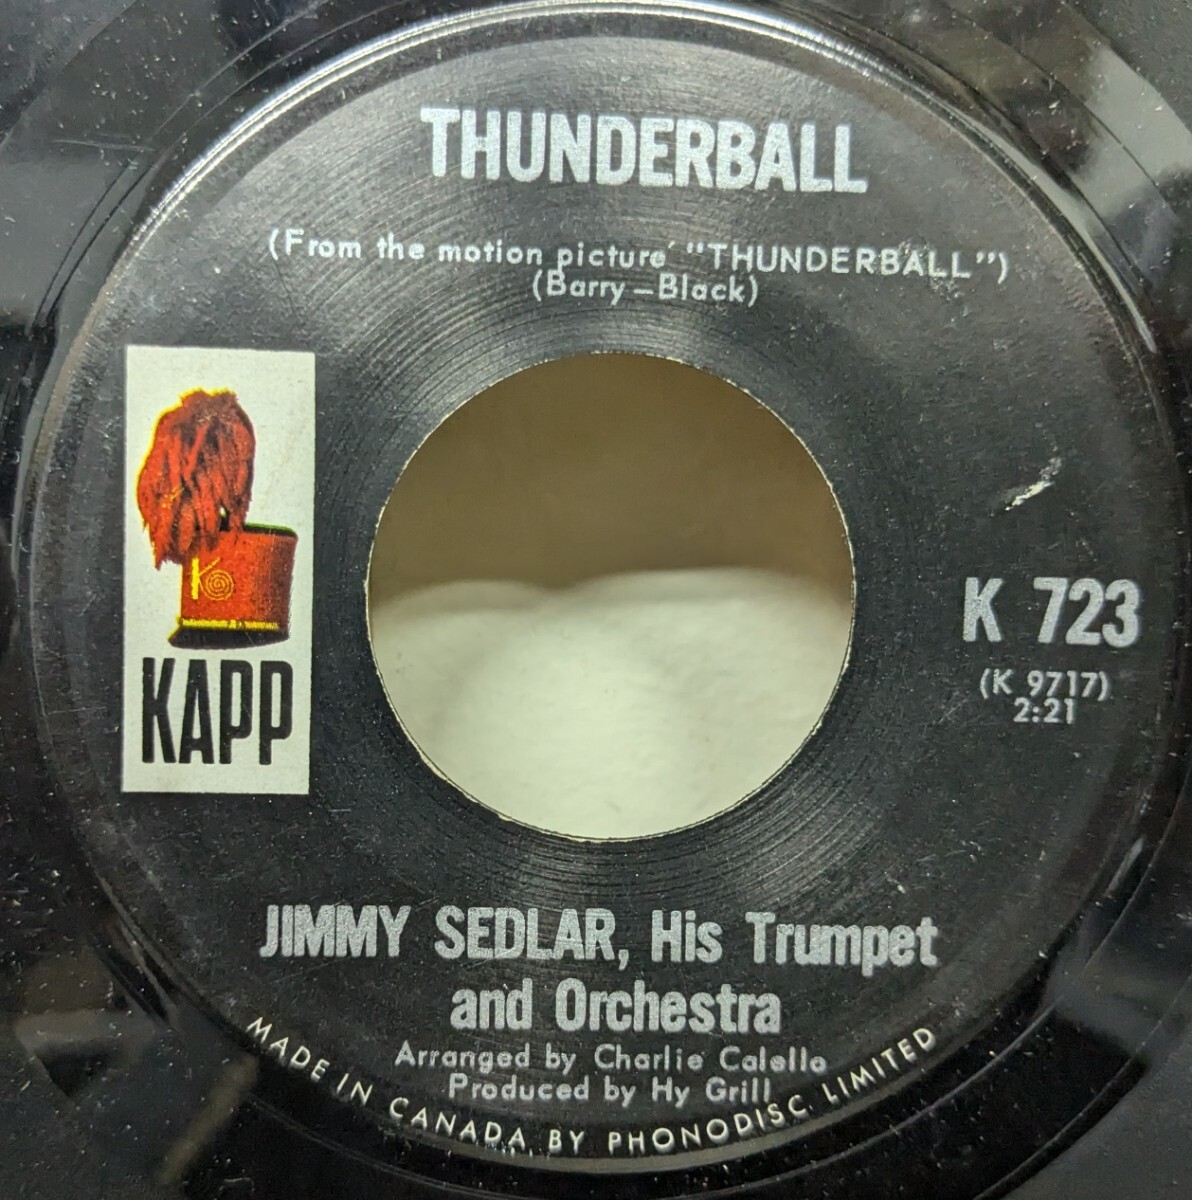 THUNDERBALL
(From the motion picture "THUNDERBALL")
(Barry—Black)
K
KAPP
K 723
(K 9717)
2:21
JIMMY SEDLAR, His Trumpet
and Orchestra
Arranged by Charlie Calello
Produced by Hy Grill
MADE IN CANADA, BY PHONODISC LIMITED